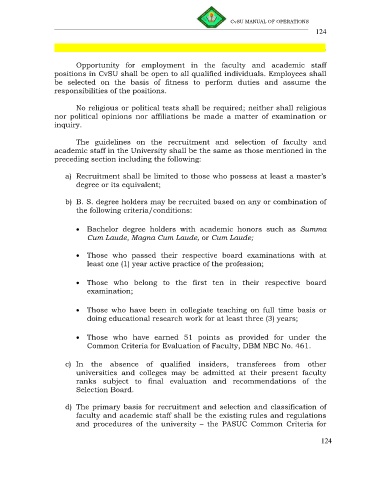 CvSU MANUAL OF OPERATIONS
124
Opportunity for employment in the faculty and academic staff
positions in CvSU shall be open to all qualified individuals. Employees shall
be selected on the basis of fitness to perform duties and assume the
responsibilities of the positions.
No religious or political tests shall be required; neither shall religious
nor political opinions nor affiliations be made a matter of examination or
inquiry.
The guidelines on the recruitment and selection of faculty and
academic staff in the University shall be the same as those mentioned in the
preceding section including the following:
a) Recruitment shall be limited to those who possess at least a master's
degree or its equivalent;
b) B. S. degree holders may be recruited based on any or combination of
the following criteria/conditions:
• Bachelor degree holders with academic honors such as Summa
Cum Laude, Magna Cum Laude, or Cum Laude;
• Those who passed their respective board examinations with at
least one (1) year active practice of the profession;
• Those who belong to the first ten in their respective board
examination;
• Those who have been in collegiate teaching on full time basis or
doing educational research work for at least three (3) years;
• Those who have earned 51 points as provided for under the
Common Criteria for Evaluation of Faculty, DBM NBC No. 461.
c) In the absence of qualified insiders, transferees from other
universities and colleges may be admitted at their present faculty
ranks subject to final evaluation and recommendations of the
Selection Board.
d) The primary basis for recruitment and selection and classification of
faculty and academic staff shall be the existing rules and regulations
and procedures of the university – the PASUC Common Criteria for
124